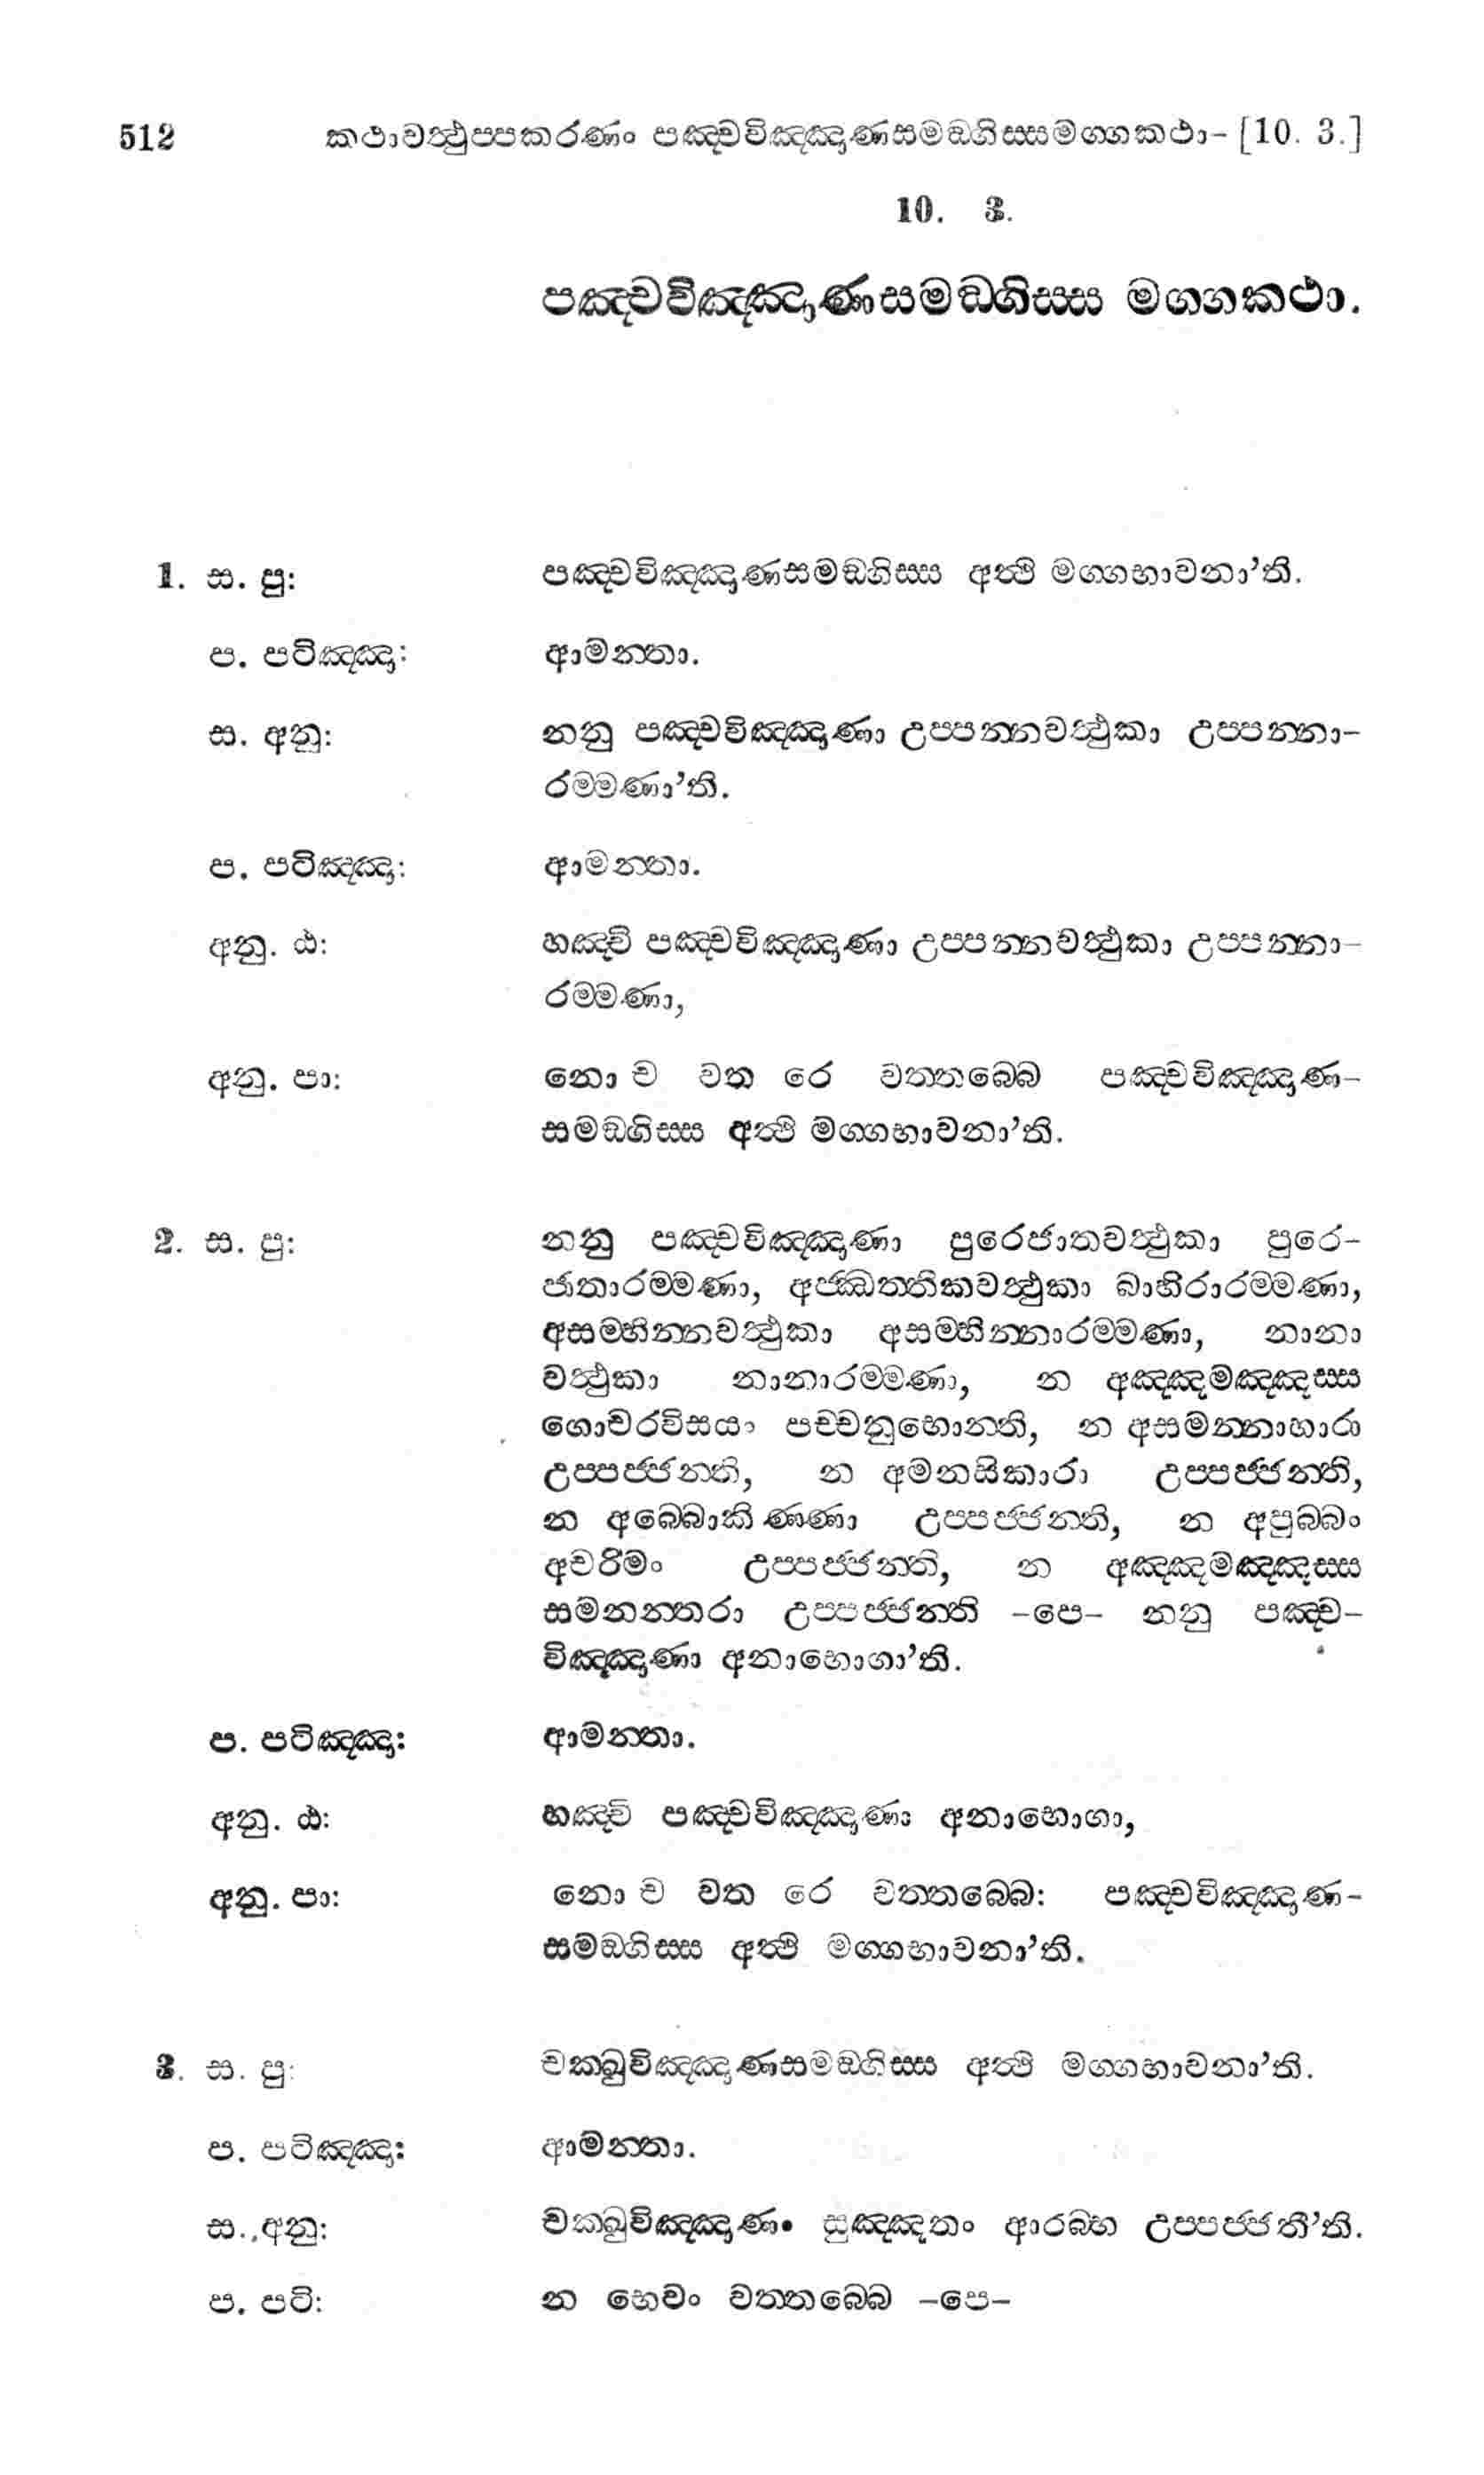 512 කථාවත්ථුප්පකරණං පඤ්චවිඤ්ඤාණසමඞ්ගිස්සමග්ගකථා- [10. 3.]
10. 3.
පඤ්චවිඤ්ඤාණසමඞ්ගිස්ස මග්ගකථා.
1. ස. පු: පඤ්චවිඤ්ඤාණසමඞ්ගිස්ස අත්ථි මග්ගභාවනා’ති.
ප. පටිඤ්ඤා: ආමන්තා.
ස. අනු: නනු පඤ්චවිඤ්ඤාණා උප්පන්නවත්ථුකා උප්පන්නා-
රම්මණා’ති.
ප. පටිඤ්ඤා: ආමන්තා.
අනු. ඨ: හඤ්චි පඤ්චවිඤ්ඤාණා උප්පන්නවත්ථුකා උප්පන්නා-
රම්මණා,
අනු. පා: නො ච වත රෙ වත්තබ්බෙ පඤ්චවිඤ්ඤාණ-
සමඞ්ගිස්ස අත්ථි මග්ගභාවනා’ති.
2. ස. පු: නනු පඤ්චවිඤ්ඤාණා පුරෙජාතවත්ථුකා පුරෙ-
ජාතාරම්මණා, අජ්ඣත්තිකවත්ථුකා බාහිරාරම්මණා,
අසම්භින්නවත්ථුකා අසම්භින්නාරම්මණා, නානා
වත්ථුකා නානාරම්මණා, න අඤ්ඤමඤ්ඤස්ස
ගොචරවිසයා පච්චනුභොන්ති, න අසමන්නාහාරා
උප්පජ්ජන්ති, න අමනසිකාරා උප්පජ්ජන්ති,
න අබ්බොකිණ්ණා උප්පජ්ජන්ති, න අපුබ්බං
අචරිමං උප්පජ්ජන්ති, න අඤ්ඤමඤ්ඤස්ස
සමනන්තරා උප්පජ්ජන්ති -පෙ- නනු පඤ්ච-
විඤ්ඤාණා අනාභොගා’ති.
ප. පටිඤ්ඤා: ආමන්තා.
අනු. ඨ: හඤ්චි පඤ්චවිඤ්ඤාණා අනාභොගා,
අනු. පා: නො ච වත රෙ වත්තබ්බෙ: පඤ්චවිඤ්ඤාණ-
සමඞ්ගිස්ස අත්ථි මග්ගභාවනා’ති.
3. ස. පු: චක්ඛුවිඤ්ඤාණසමඞ්ගිස්ස අත්ථි මග්ගභාවනා’ති.
ප. පටිඤ්ඤා: ආමන්තා.
ස. අනු: චක්ඛුවිඤ්ඤාණං සුඤ්ඤතං ආරබ්භ උප්පජ්ජතී’ති.
ප. පටි: න හෙවං වත්තබ්බෙ -පෙ-